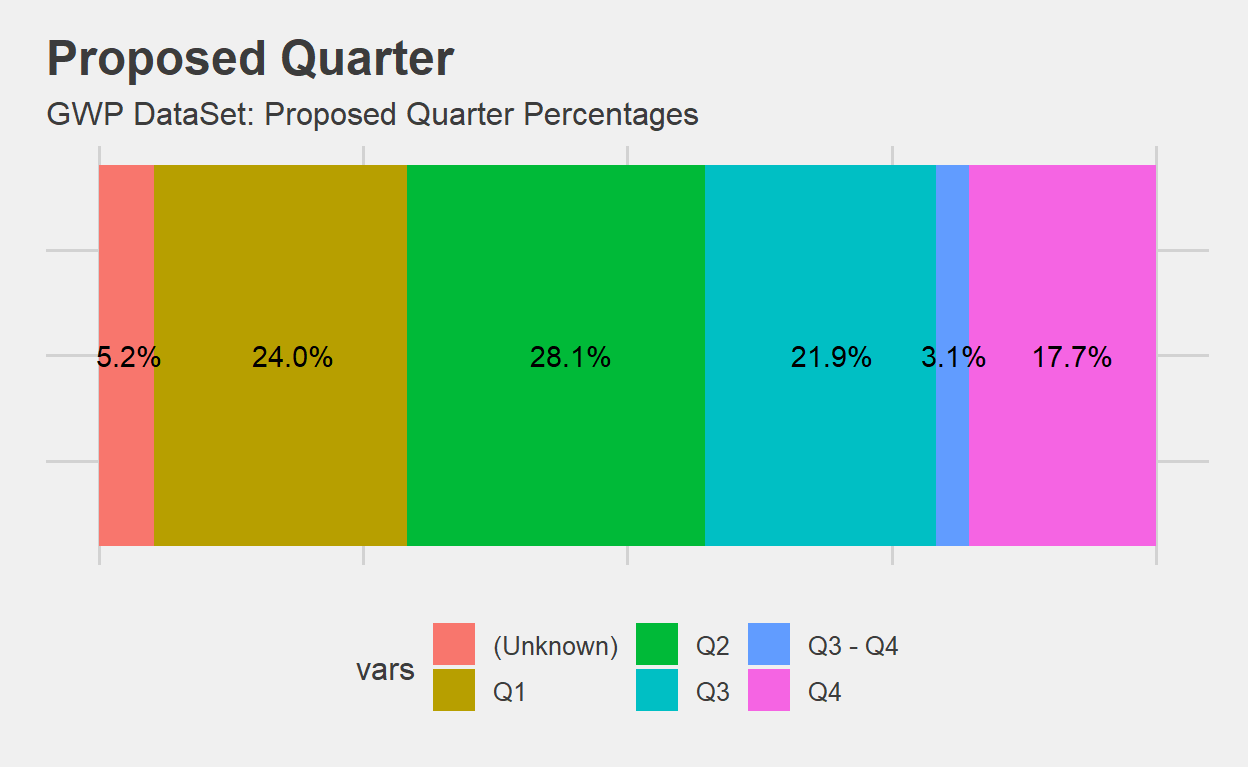 Proposed Quarter
GWP DataSet: Proposed Quarter Percentages
5.2% 24.0% 28.1% 21.9% 3.1% 17.7%
vars
(Unknown) Q2 Q3 - Q4
Q1 Q3 Q4